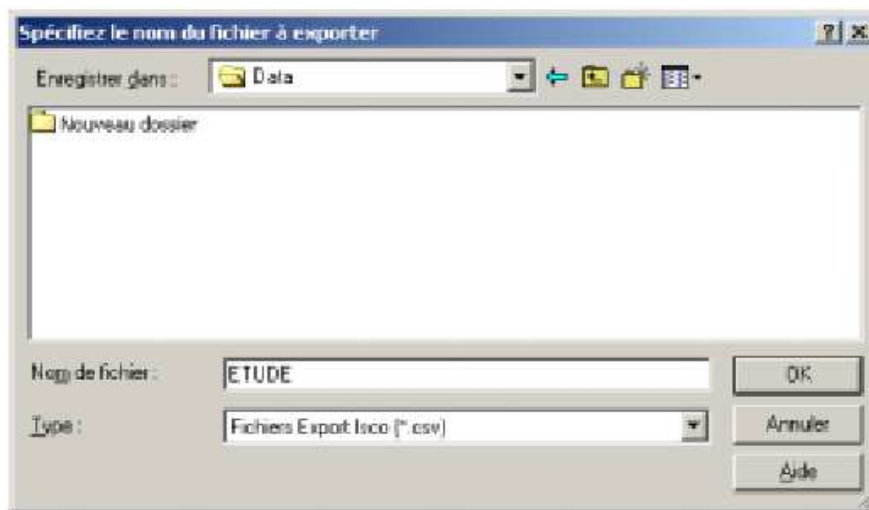 Spécifiez le nom du fichier à exporter
Enregistrer dans : Data
Nouveau dossier
Nom de fichier : ETUDE OK
Type : Fichiers Export Isco (*.csv) Annuler
Aide